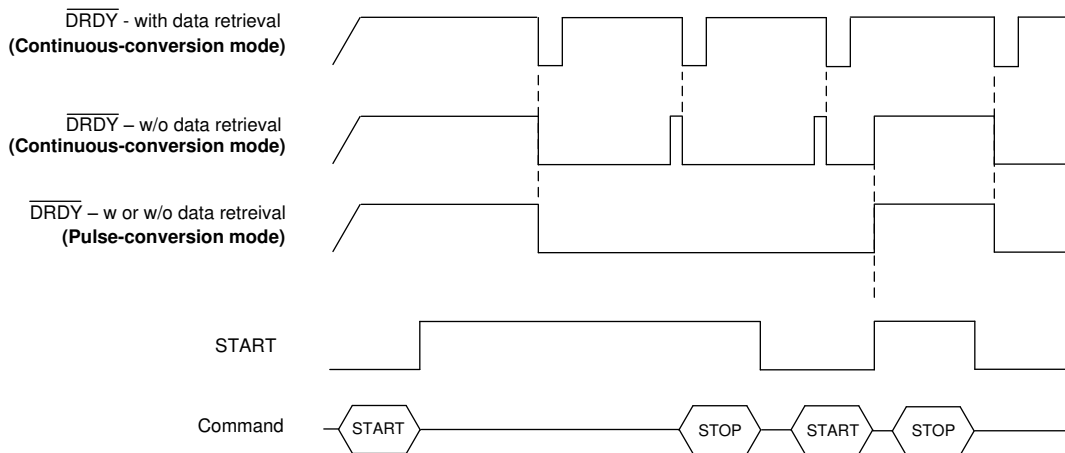 DRDY - with data retrieval
(Continuous-conversion mode)
DRDY – w/o data retrieval
(Continuous-conversion mode)
DRDY – w or w/o data retreival
(Pulse-conversion mode)
START
Command
START
STOP
START
STOP